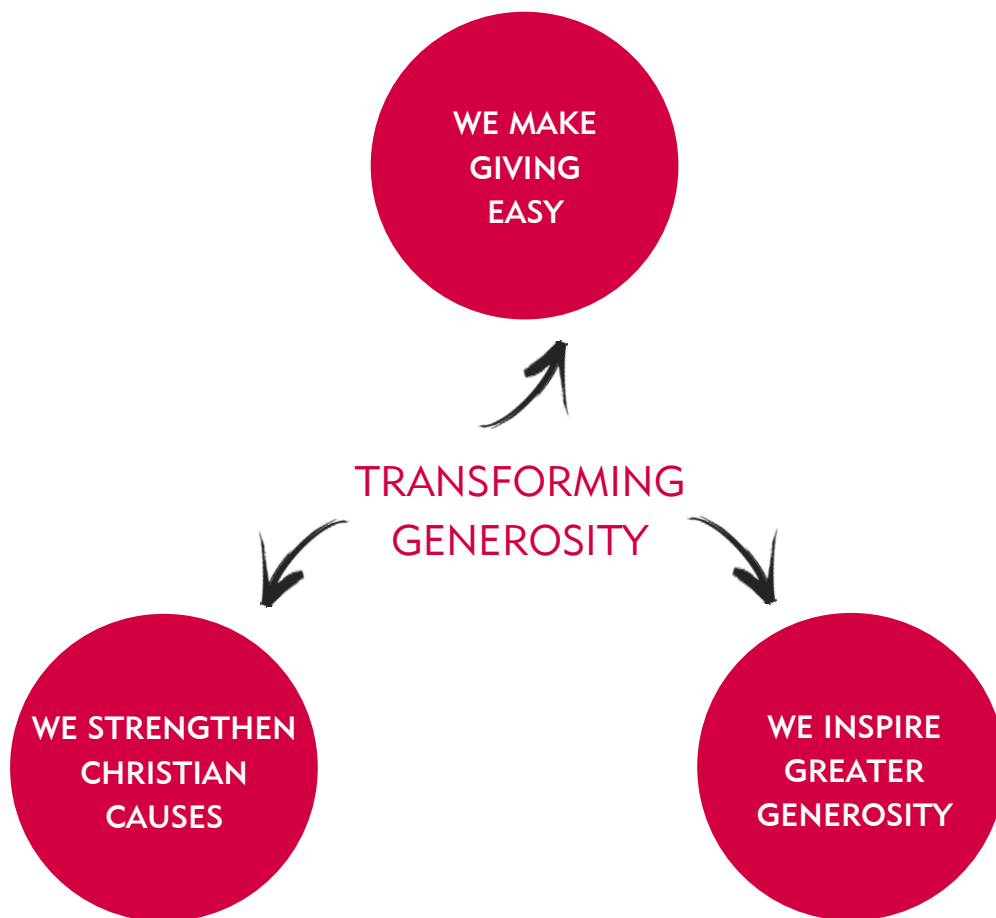 WE MAKE
GIVING
EASY
TRANSFORMING
GENEROSITY
WE STRENGTHEN
CHRISTIAN
CAUSES
WE INSPIRE
GREATER
GENEROSITY